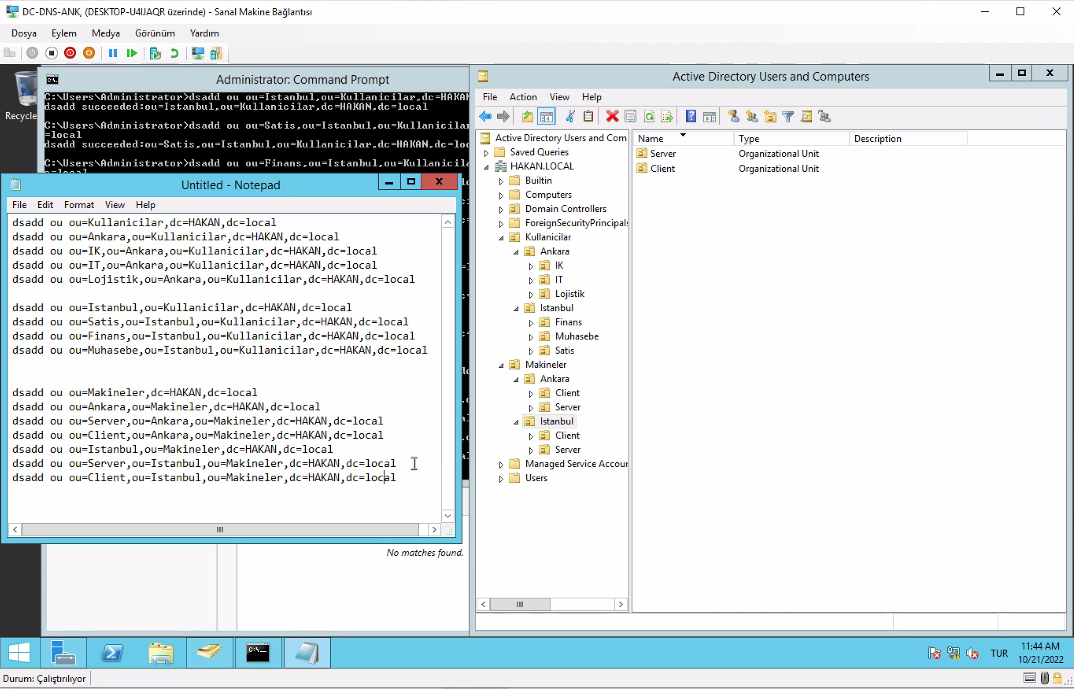 DC-DNS-ANK, (DESKTOP-U4IJAQR üzerinde) - Sanal Makine Bağlantısı
Dosya Eylem Medya Görünüm Yardım
Recycle
Administrator: Command Prompt
C:\Users\Administrator>dsadd ou ou=Istanbul,ou=Kullanicilar,dc=HAKAN
dsadd succeeded:ou=Istanbul,ou=Kullanicilar,dc=HAKAN,dc=local
C:\Users\Administrator>dsadd ou ou=Satis,ou=Istanbul,ou=Kullanicilar
=local
dsadd succeeded:ou=Satis,ou=Istanbul,ou=Kullanicilar,dc=HAKAN,dc=loc
C:\Users\Administrator>dsadd ou ou=Finans,ou=Istanbul,ou=Kullanicila
Untitled - Notepad
File Edit Format View Help
dsadd ou ou=Kullanicilar,dc=HAKAN,dc=local
dsadd ou ou=Ankara,ou=Kullanicilar,dc=HAKAN,dc=local
dsadd ou ou=IK,ou=Ankara,ou=Kullanicilar,dc=HAKAN,dc=local
dsadd ou ou=IT,ou=Ankara,ou=Kullanicilar,dc=HAKAN,dc=local
dsadd ou ou=Lojistik,ou=Ankara,ou=Kullanicilar,dc=HAKAN,dc=local
dsadd ou ou=Istanbul,ou=Kullanicilar,dc=HAKAN,dc=local
dsadd ou ou=Satis,ou=Istanbul,ou=Kullanicilar,dc=HAKAN,dc=local
dsadd ou ou=Finans,ou=Istanbul,ou=Kullanicilar,dc=HAKAN,dc=local
dsadd ou ou=Muhasebe,ou=Istanbul,ou=Kullanicilar,dc=HAKAN,dc=local
dsadd ou ou=Makineler,dc=HAKAN,dc=local
dsadd ou ou=Ankara,ou=Makineler,dc=HAKAN,dc=local
dsadd ou ou=Server,ou=Ankara,ou=Makineler,dc=HAKAN,dc=local
dsadd ou ou=Client,ou=Ankara,ou=Makineler,dc=HAKAN,dc=local
dsadd ou ou=Istanbul,ou=Makineler,dc=HAKAN,dc=local
dsadd ou ou=Server,ou=Istanbul,ou=Makineler,dc=HAKAN,dc=local
dsadd ou ou=Client,ou=Istanbul,ou=Makineler,dc=HAKAN,dc=local
No matches found.
Active Directory Users and Computers
File Action View Help
Active Directory Users and Com
Saved Queries
HAKAN.LOCAL
Builtin
Computers
Domain Controllers
ForeignSecurityPrincipals
Kullanicilar
Ankara
IK
IT
Lojistik
Istanbul
Finans
Muhasebe
Satis
Makineler
Ankara
Client
Server
Istanbul
Client
Server
Managed Service Accour
Users
Name Type Description
Server Organizational Unit
Client Organizational Unit
TUR
11:44 AM
10/21/2022
Durum: Çalıştırılıyor